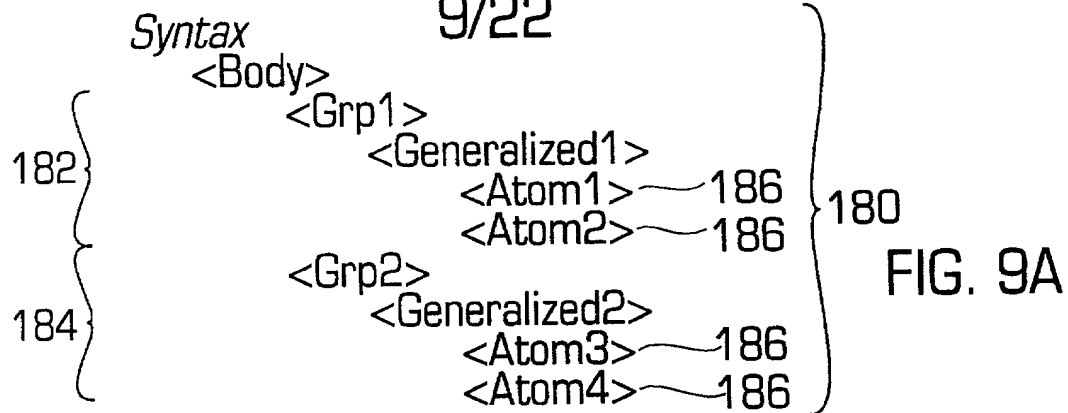 9/22
Syntax
<Body>
<Grp1>
<Generalized1>
182
<Atom1> 186
180
<Atom2> 186
<Grp2>
FIG. 9A
<Generalized2>
184
<Atom3> 186
<Atom4> 186